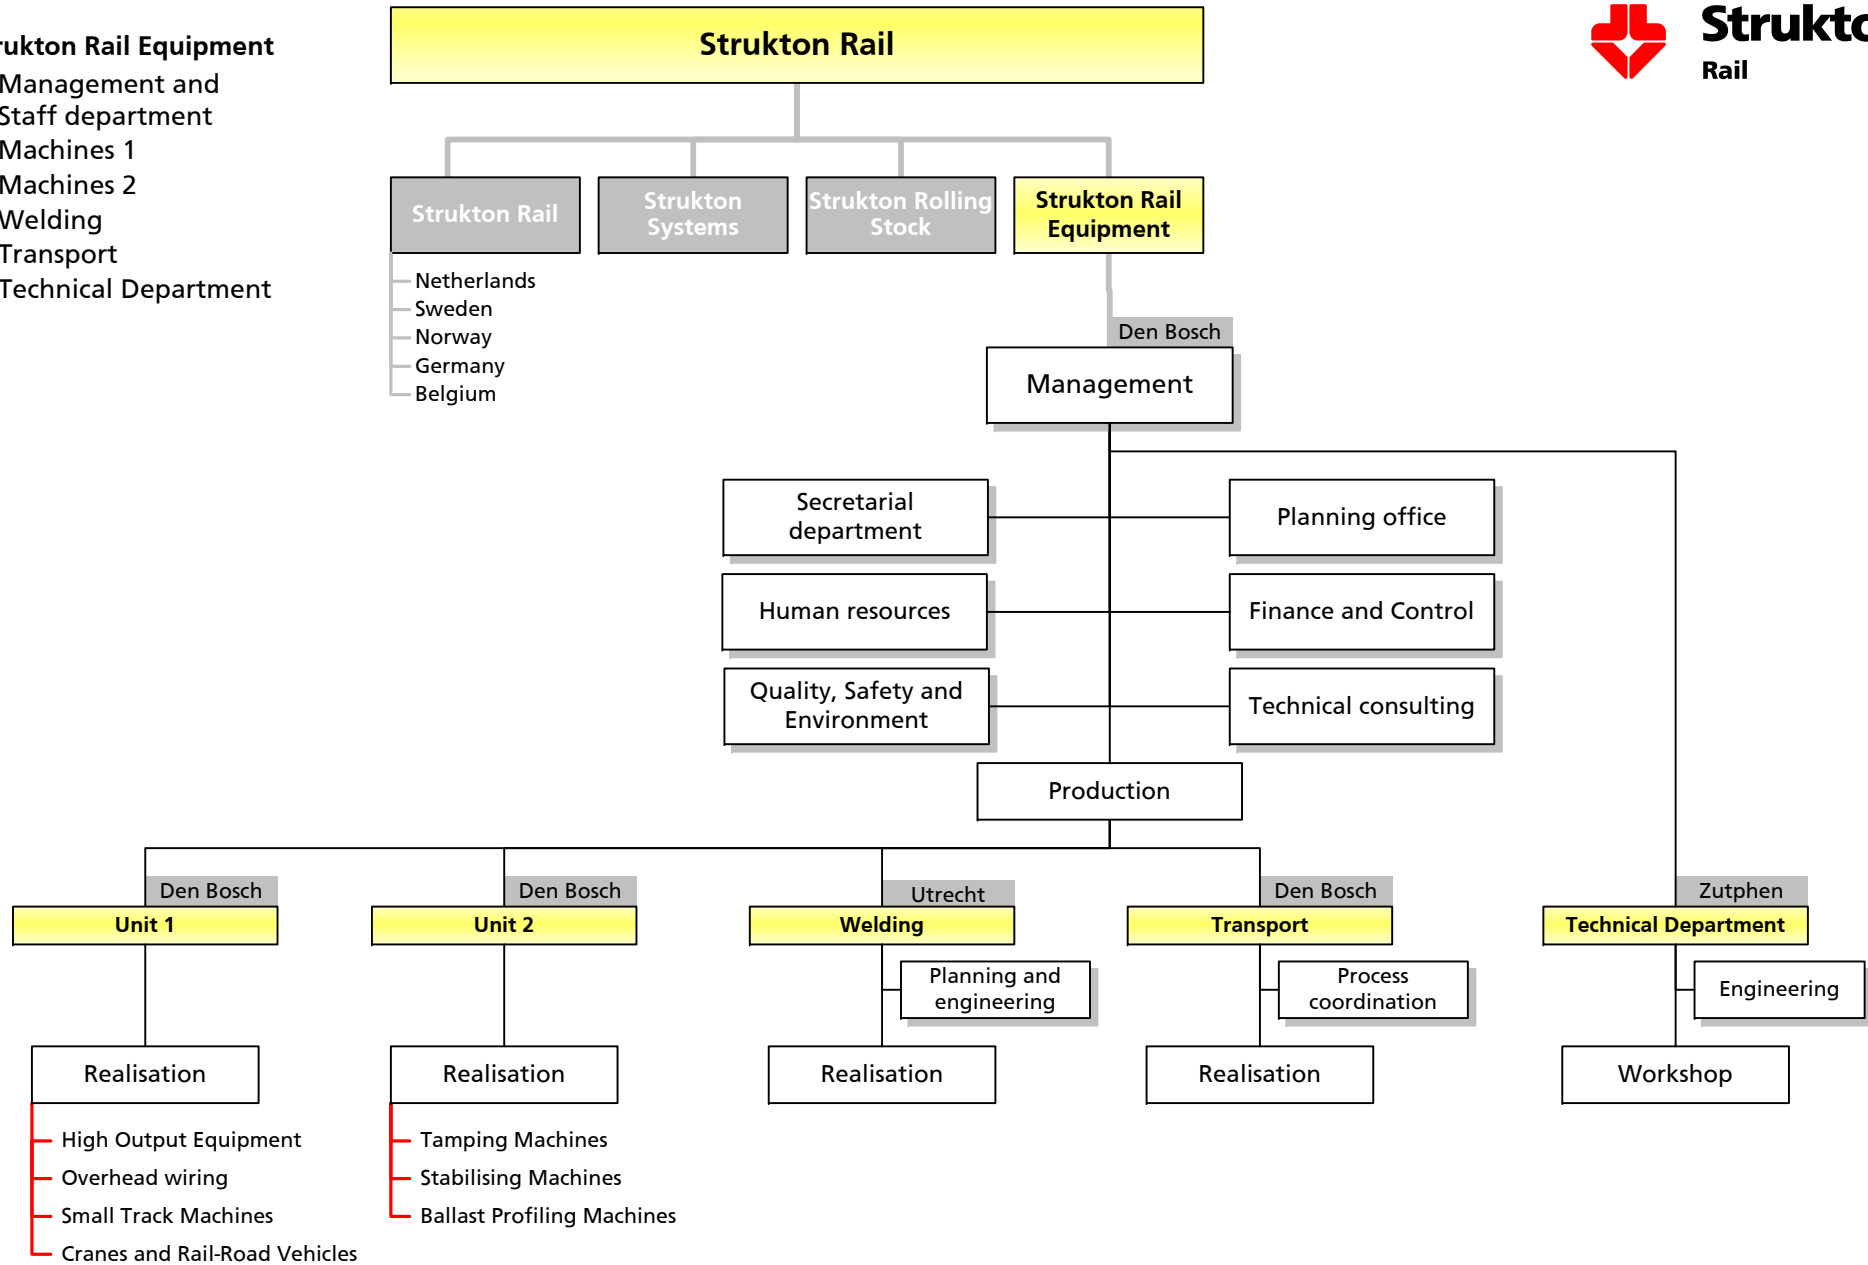 rukton Rail Equipment
Management and
Staff department
Machines 1
Machines 2
Welding
Transport
Technical Department
Strukton Rail
Strukto
Rail
Strukton Rail
Strukton
Systems
Strukton Rolling
Stock
Strukton Rail
Equipment
Netherlands
Sweden
Norway
Germany
Belgium
Den Bosch
Management
Secretarial
department
Planning office
Human resources
Finance and Control
Quality, Safety and
Environment
Technical consulting
Production
Den Bosch
Unit 1
Den Bosch
Unit 2
Utrecht
Welding
Den Bosch
Transport
Zutphen
Technical Department
Planning and
engineering
Process
coordination
Engineering
Realisation
Realisation
Realisation
Realisation
Workshop
High Output Equipment
Overhead wiring
Small Track Machines
Cranes and Rail-Road Vehicles
Tamping Machines
Stabilising Machines
Ballast Profiling Machines